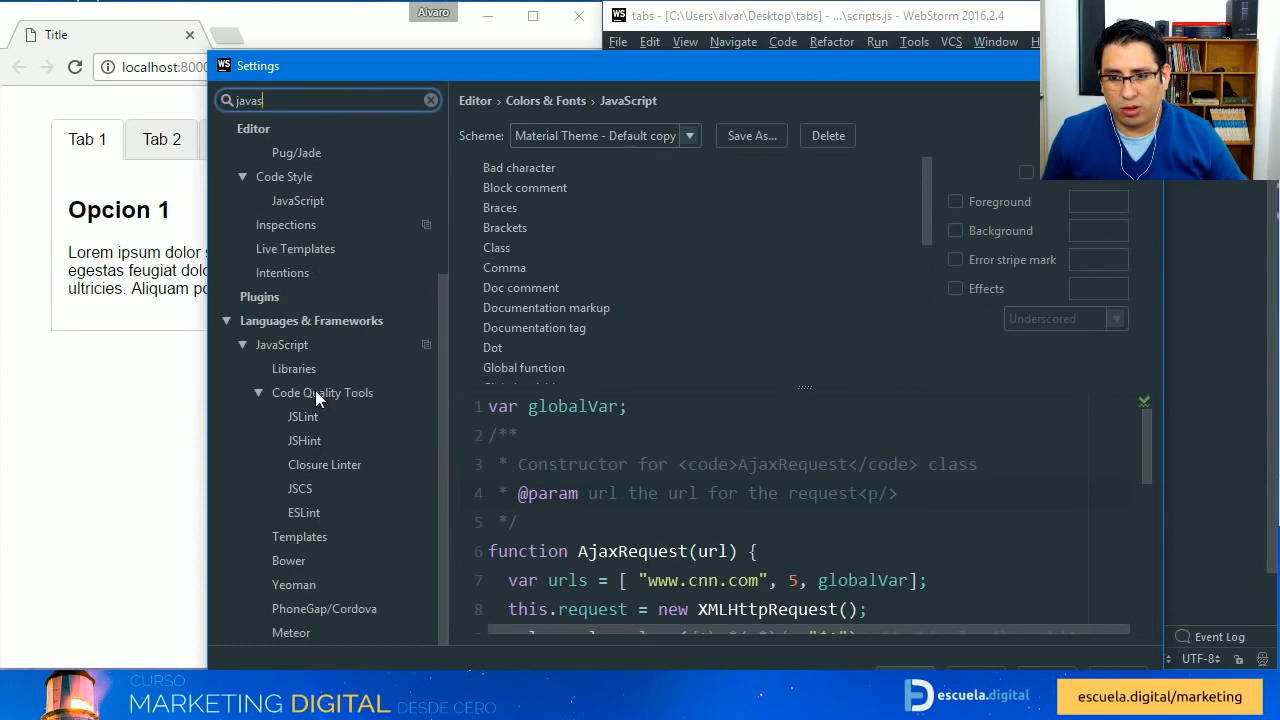 Title
Alvaro
tabs - [C:\Users\alvar\Desktop\tabs] - ...\scripts.js - WebStorm 2016.2.4
File Edit View Navigate Code Refactor Run Tools VCS Window
localhost:8000
Settings
javas
Tab 1 Tab 2
Opcion 1
Lorem ipsum dolor
egestas feugiat
ultricies. Aliquam
Editor
Pug/Jade
Code Style
JavaScript
Inspections
Live Templates
Intentions
Plugins
Languages & Frameworks
JavaScript
Libraries
Code Quality Tools
JSLint
JSHint
Closure Linter
JSCS
ESLint
Templates
Bower
Yeoman
PhoneGap/Cordova
Meteor
Editor › Colors & Fonts › JavaScript
Scheme: Material Theme - Default copy Save As... Delete
Bad character
Block comment
Braces
Brackets
Class
Comma
Doc comment
Documentation markup
Documentation tag
Dot
Global function
Foreground
Background
Error stripe mark
Effects
Underscored
1 var globalVar;
2 /**
3 * Constructor for <code>AjaxRequest</code> class
4 * @param url the url for the request<p/>
5 */
6 function AjaxRequest(url) {
7 var urls = [ "www.cnn.com", 5, globalVar];
8 this.request = new XMLHttpRequest();
Event Log
UTF-8
CURSO
MARKETING DIGITAL DESDE CERO
escuela.digital
escuela.digital/marketing